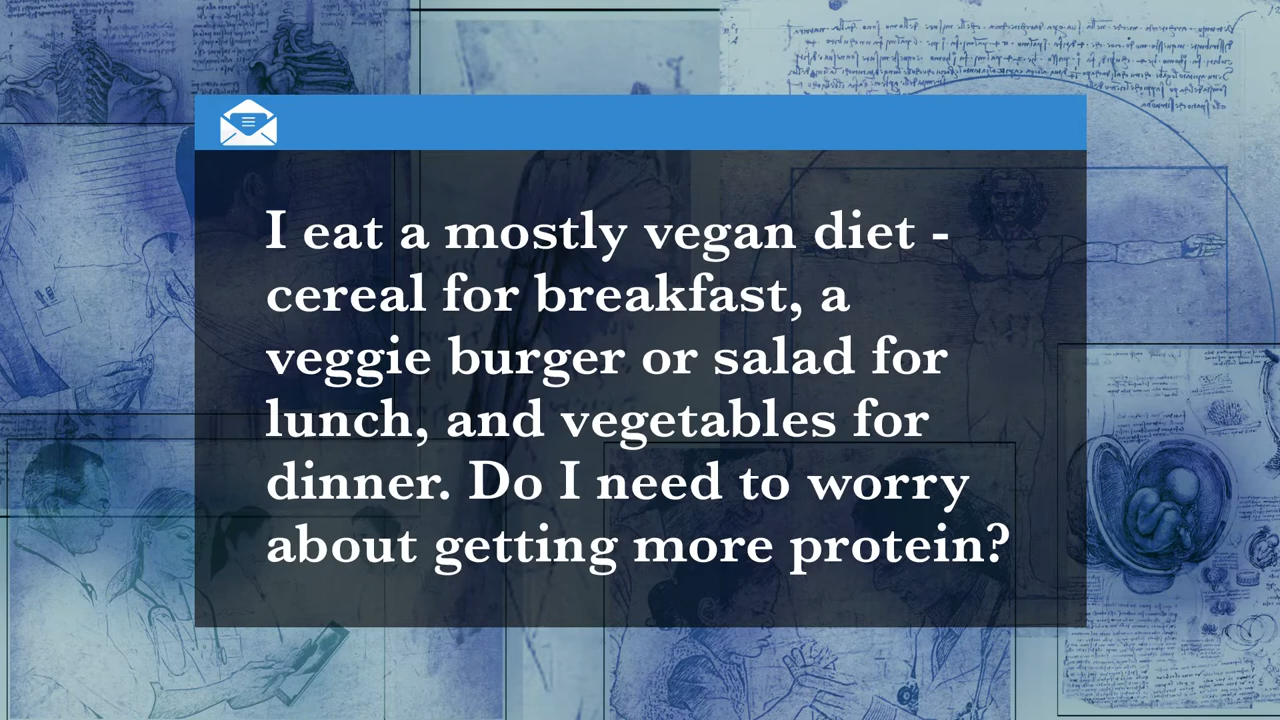 I eat a mostly vegan diet -
cereal for breakfast, a
veggie burger or salad for
lunch, and vegetables for
dinner. Do I need to worry
about getting more protein?